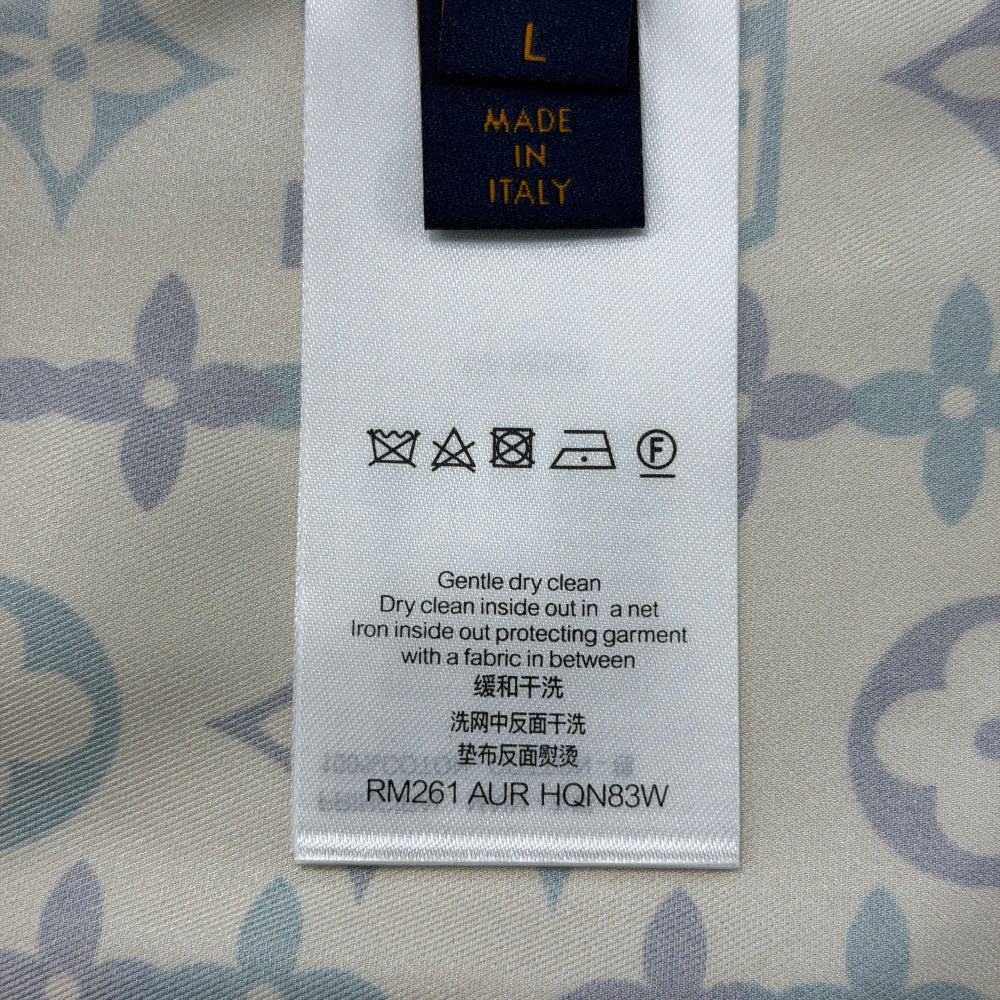 L
MADE
IN
ITALY
F
Gentle dry clean
Dry clean inside out in a net
Iron inside out protecting garment
with a fabric in between
缓和干洗
洗网中反面干洗
垫布反面熨烫
RM261 AUR HQN83W